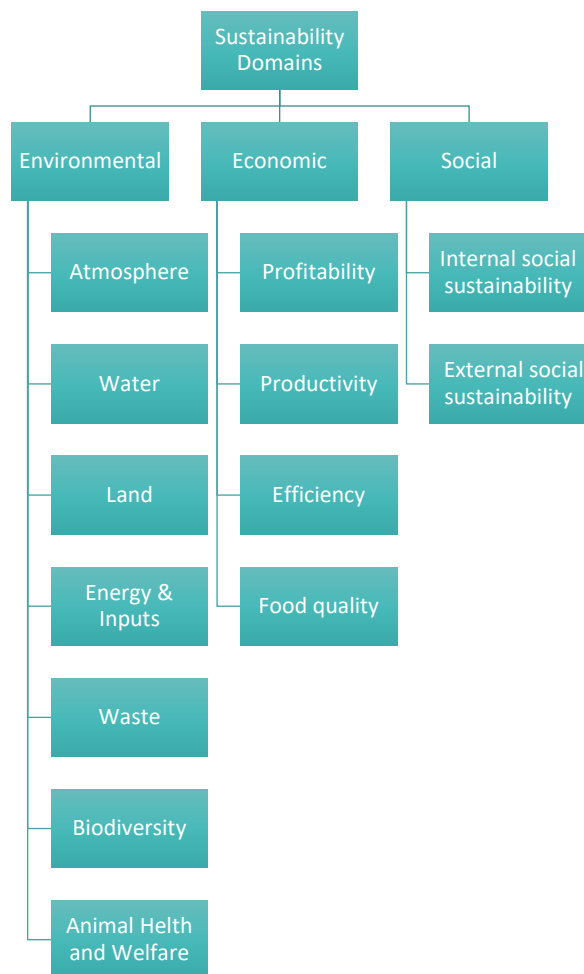 Sustainability
Domains
Environmental
Economic
Social
Atmosphere
Water
Land
Energy &
Inputs
Waste
Biodiversity
Animal Helth
and Welfare
Profitability
Productivity
Efficiency
Food quality
Internal social
sustainability
External social
sustainability